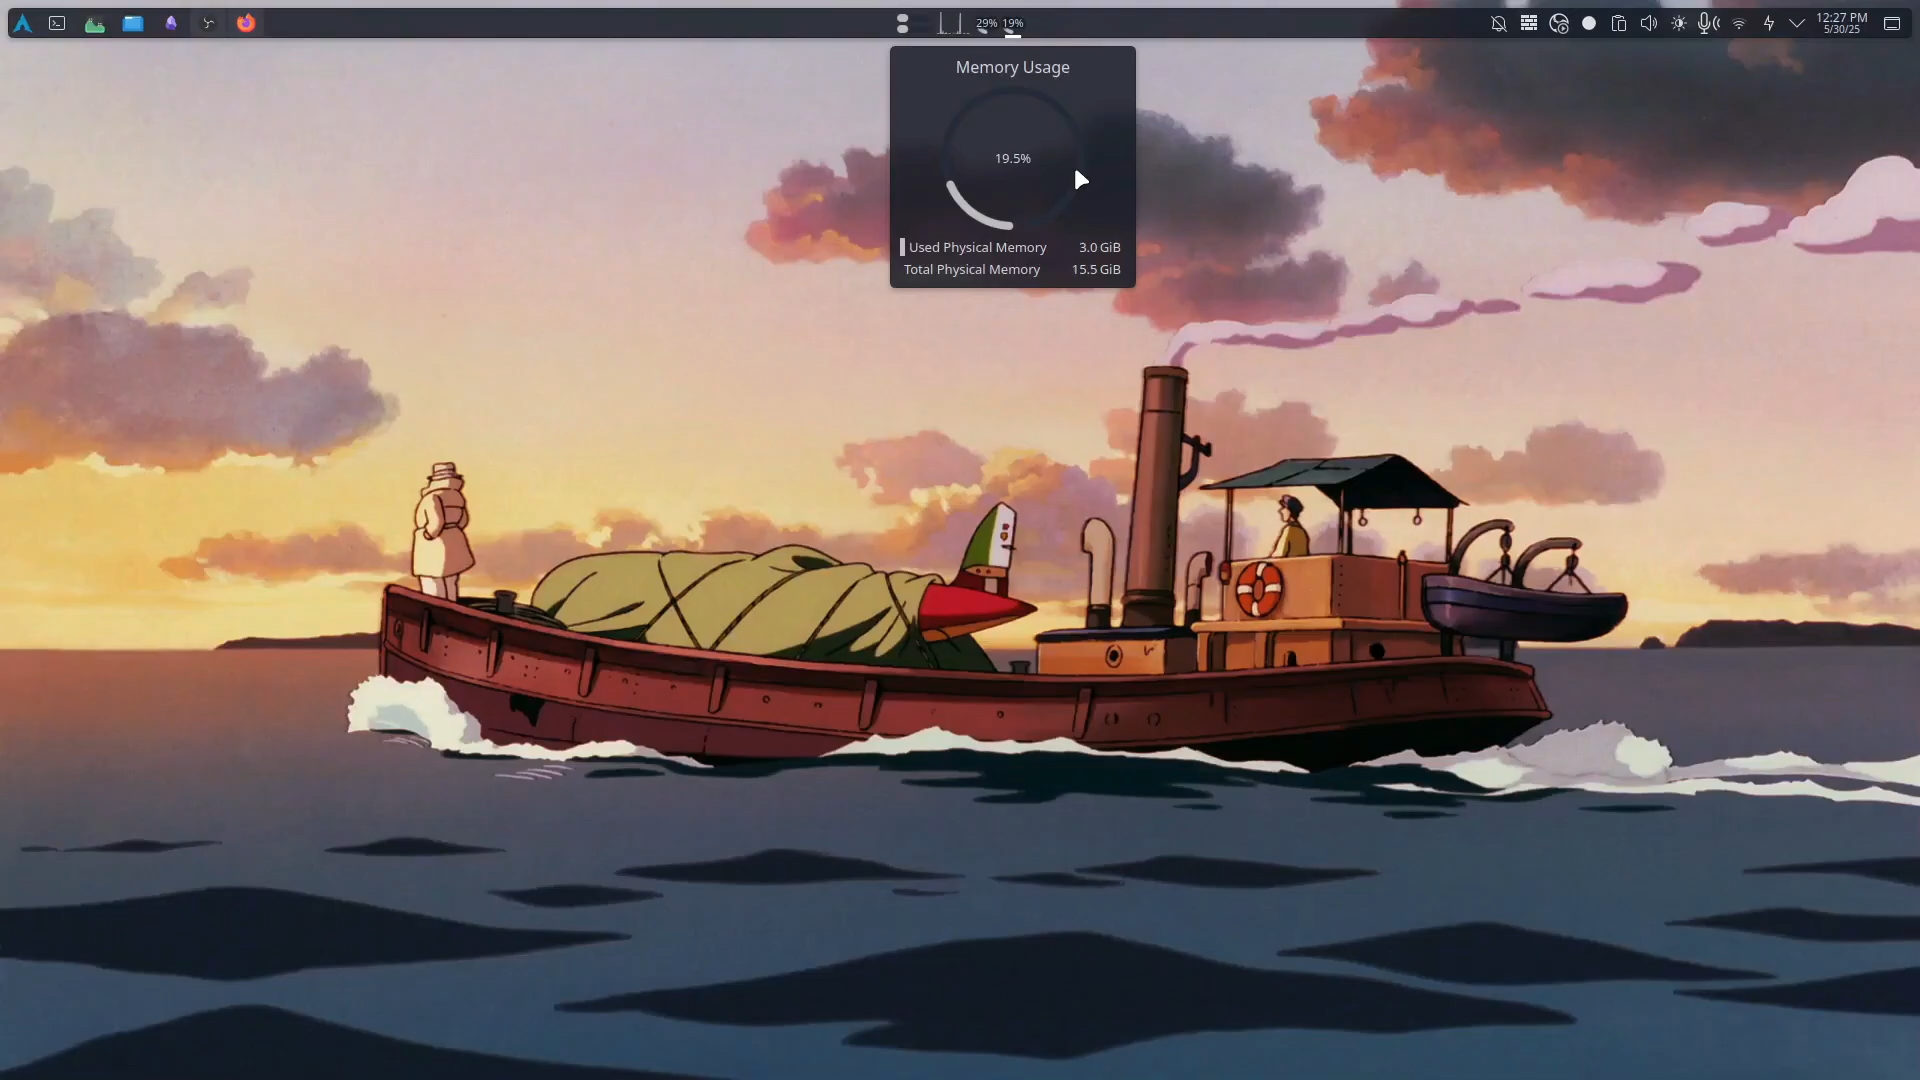 29% 19%
12:27 PM
5/30/25
Memory Usage
19.5%
Used Physical Memory 3.0 GiB
Total Physical Memory 15.5 GiB